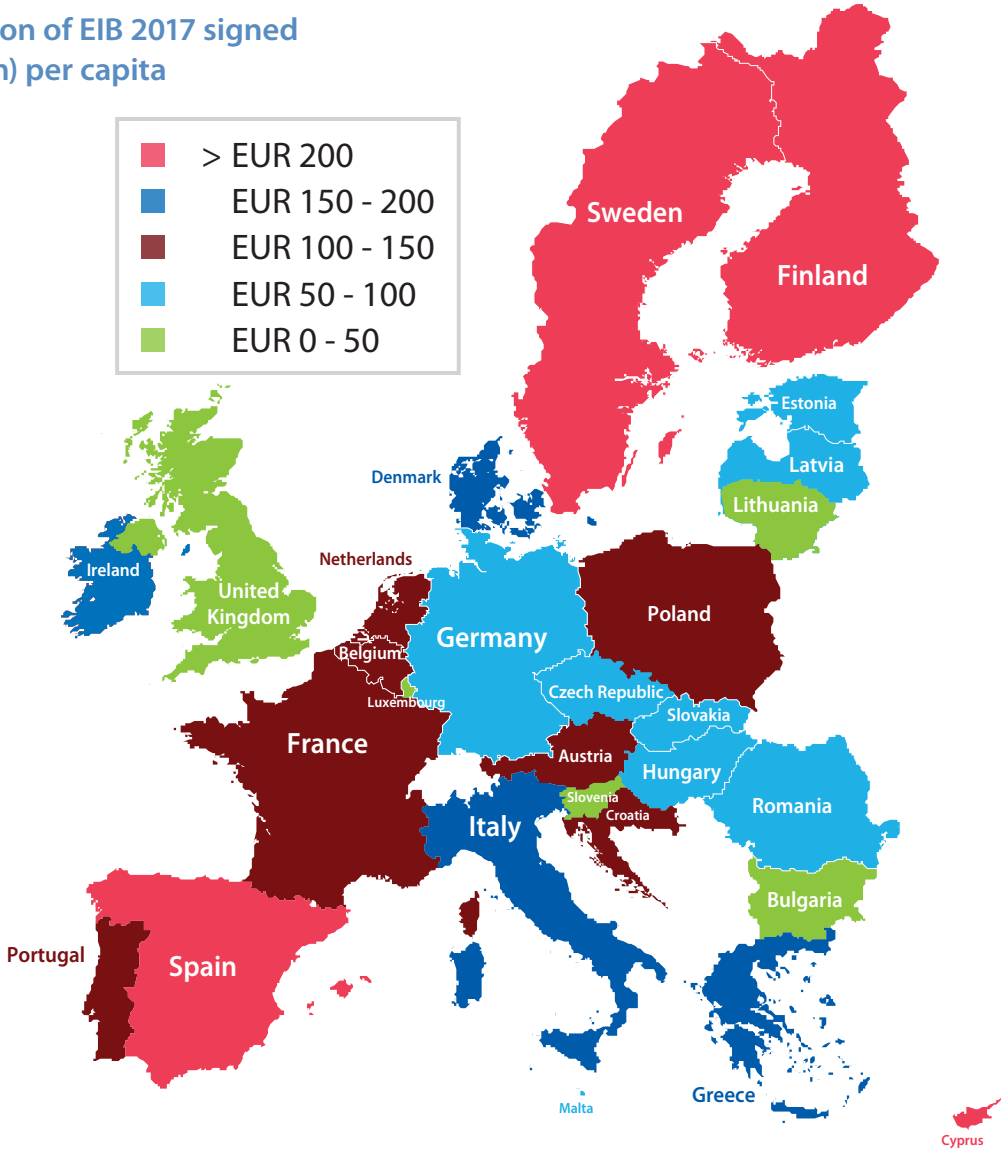 on of EIB 2017 signed
n) per capita
> EUR 200
EUR 150 - 200
EUR 100 - 150
EUR 50 - 100
EUR 0 - 50
Sweden
Finland
Estonia
Latvia
Lithuania
Denmark
Netherlands
Ireland
United
Kingdom
Poland
Germany
Belgium
Czech Republic
Luxembourg
Slovakia
France
Austria
Hungary
Slovenia
Romania
Croatia
Italy
Bulgaria
Portugal
Spain
Greece
Malta
Cyprus